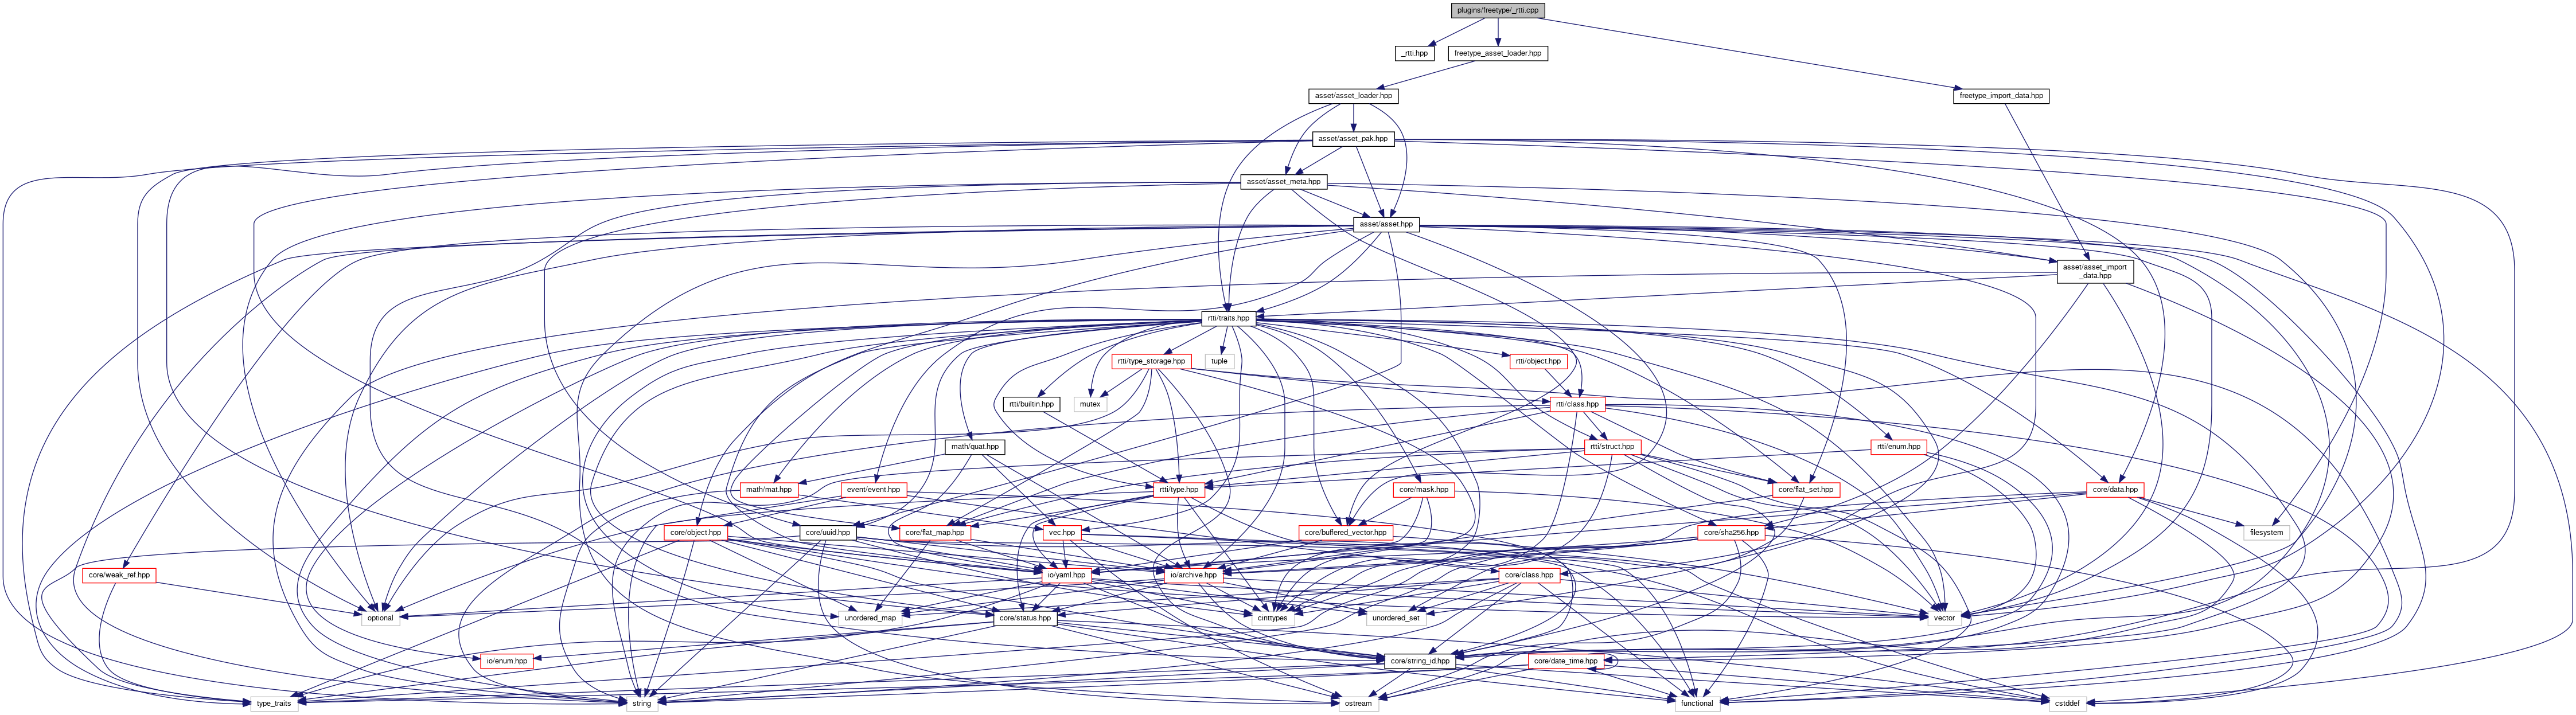 plugins/freetype/_rtti.cpp
_rtti.hpp
freetype_asset_loader.hpp
asset/asset_loader.hpp
freetype_import_data.hpp
asset/asset_pak.hpp
asset/asset_meta.hpp
asset/asset.hpp
asset/asset_import
_data.hpp
rtti/traits.hpp
rtti/type_storage.hpp
tuple
rtti/object.hpp
rtti/builtin.hpp
mutex
rtti/class.hpp
math/quat.hpp
rtti/struct.hpp
rtti/enum.hpp
math/mat.hpp
event/event.hpp
rtti/type.hpp
core/mask.hpp
core/flat_set.hpp
core/data.hpp
core/object.hpp
core/uuid.hpp
core/flat_map.hpp
vec.hpp
core/buffered_vector.hpp
core/sha256.hpp
filesystem
core/weak_ref.hpp
io/yaml.hpp
io/archive.hpp
core/class.hpp
optional
unordered_map
core/status.hpp
cinttypes
unordered_set
vector
io/enum.hpp
core/string_id.hpp
core/date_time.hpp
type_traits
string
ostream
functional
cstddef